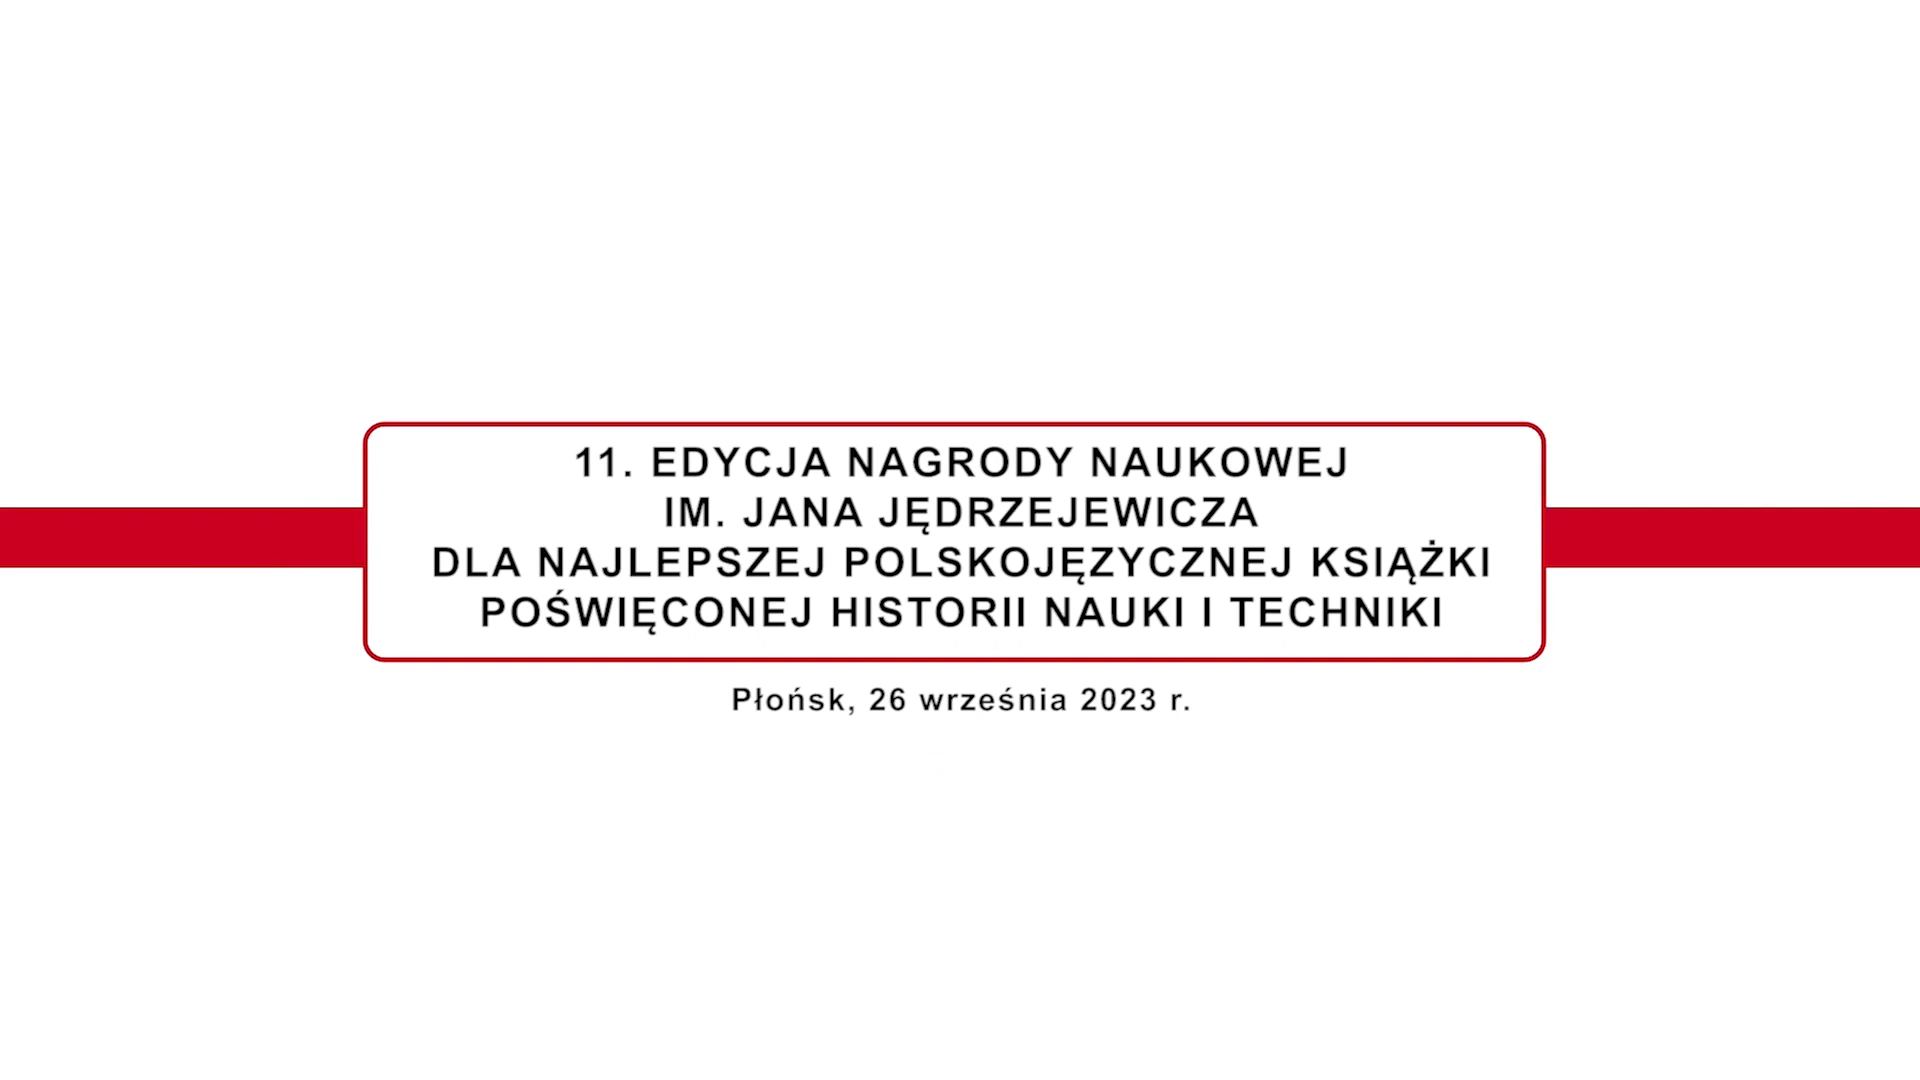 11. EDYCJA NAGRODY NAUKOWEJ
IM. JANA JĘDRZEJEWICZA
DLA NAJLEPSZEJ POLSKOJĘZYCZNEJ KSIĄŻKI
POŚWIĘCONEJ HISTORII NAUKI I TECHNIKI
Płońsk, 26 września 2023 r.